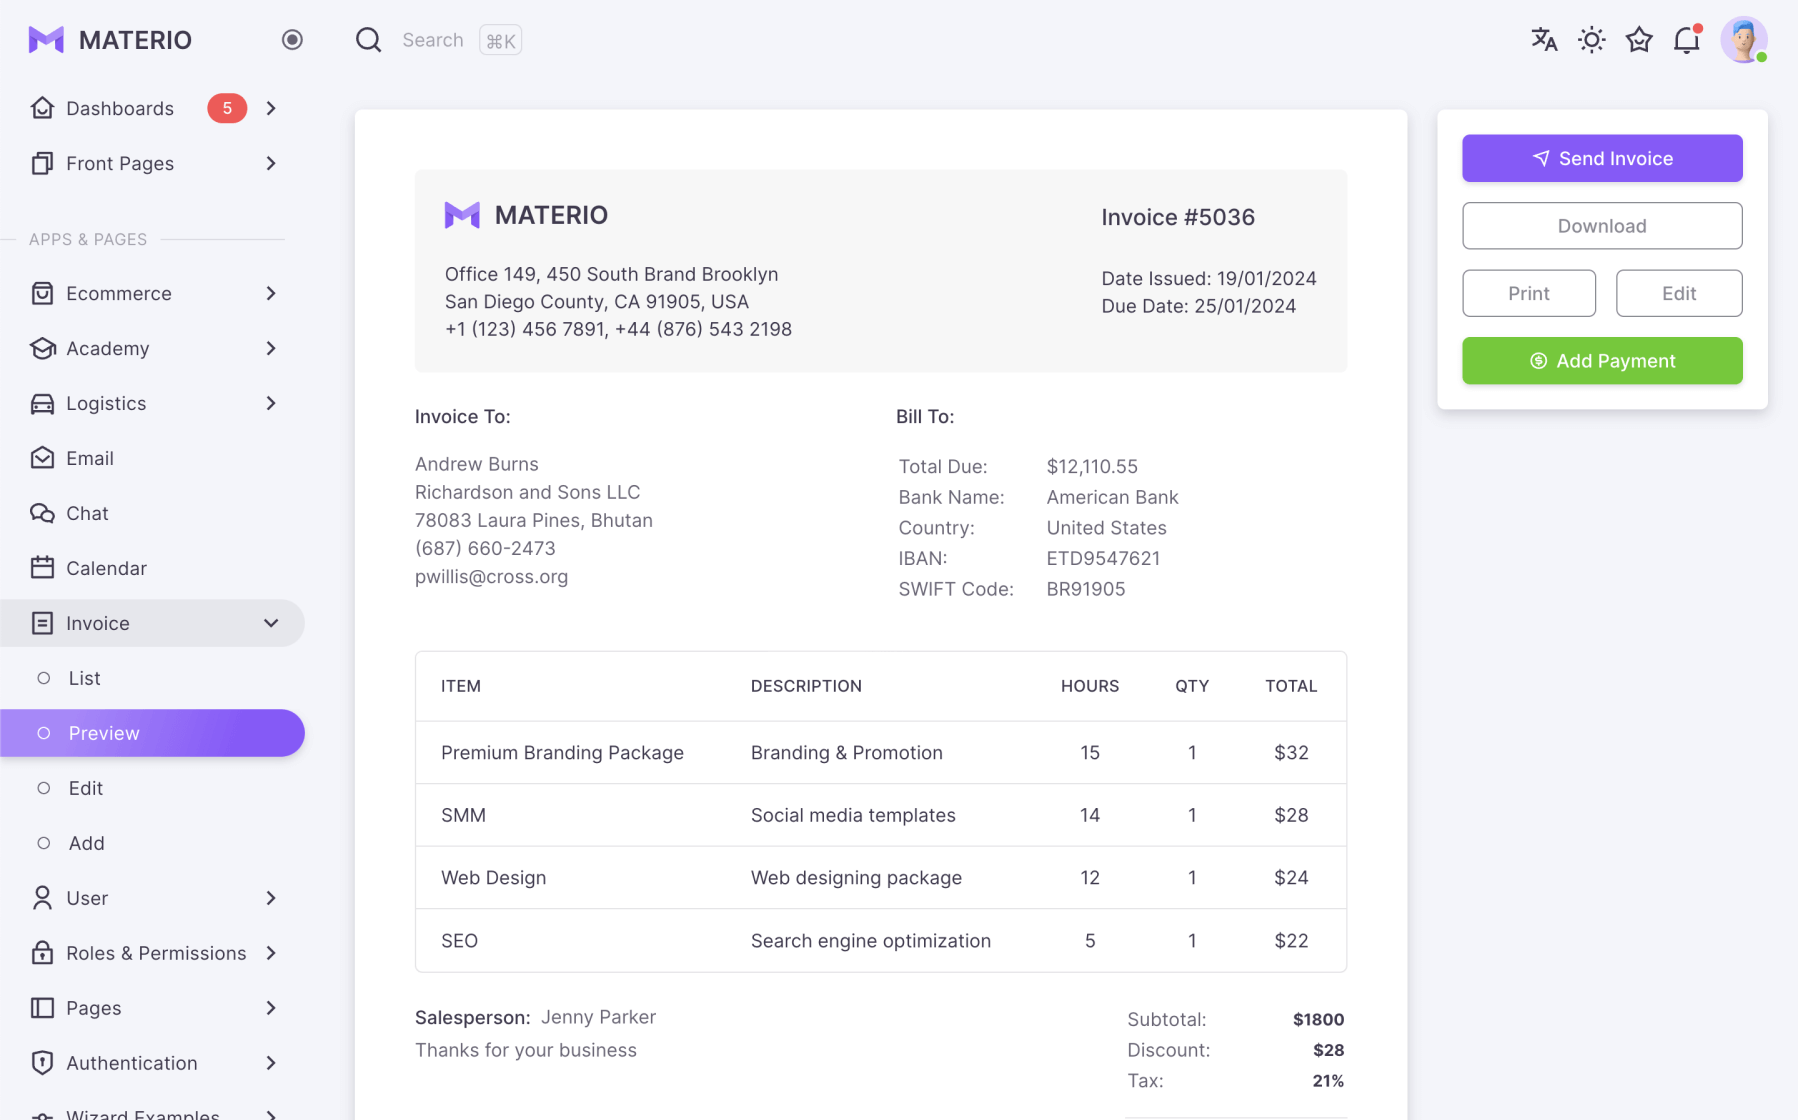 MATERIO
Search ⌘K
Dashboards 5
Front Pages
APPS & PAGES
Ecommerce
Academy
Logistics
Email
Chat
Calendar
Invoice
List
Preview
Edit
Add
User
Roles & Permissions
Pages
Authentication
Wizard Examples
MATERIO
Office 149, 450 South Brand Brooklyn
San Diego County, CA 91905, USA
+1 (123) 456 7891, +44 (876) 543 2198
Invoice #5036
Date Issued: 19/01/2024
Due Date: 25/01/2024
Invoice To:
Andrew Burns
Richardson and Sons LLC
78083 Laura Pines, Bhutan
(687) 660-2473
pwillis@cross.org
Bill To:
Total Due: $12,110.55
Bank Name: American Bank
Country: United States
IBAN: ETD9547621
SWIFT Code: BR91905
ITEM DESCRIPTION HOURS QTY TOTAL
Premium Branding Package Branding & Promotion 15 1 $32
SMM Social media templates 14 1 $28
Web Design Web designing package 12 1 $24
SEO Search engine optimization 5 1 $22
Salesperson: Jenny Parker
Thanks for your business
Subtotal: $1800
Discount: $28
Tax: 21%
Send Invoice
Download
Print Edit
Add Payment